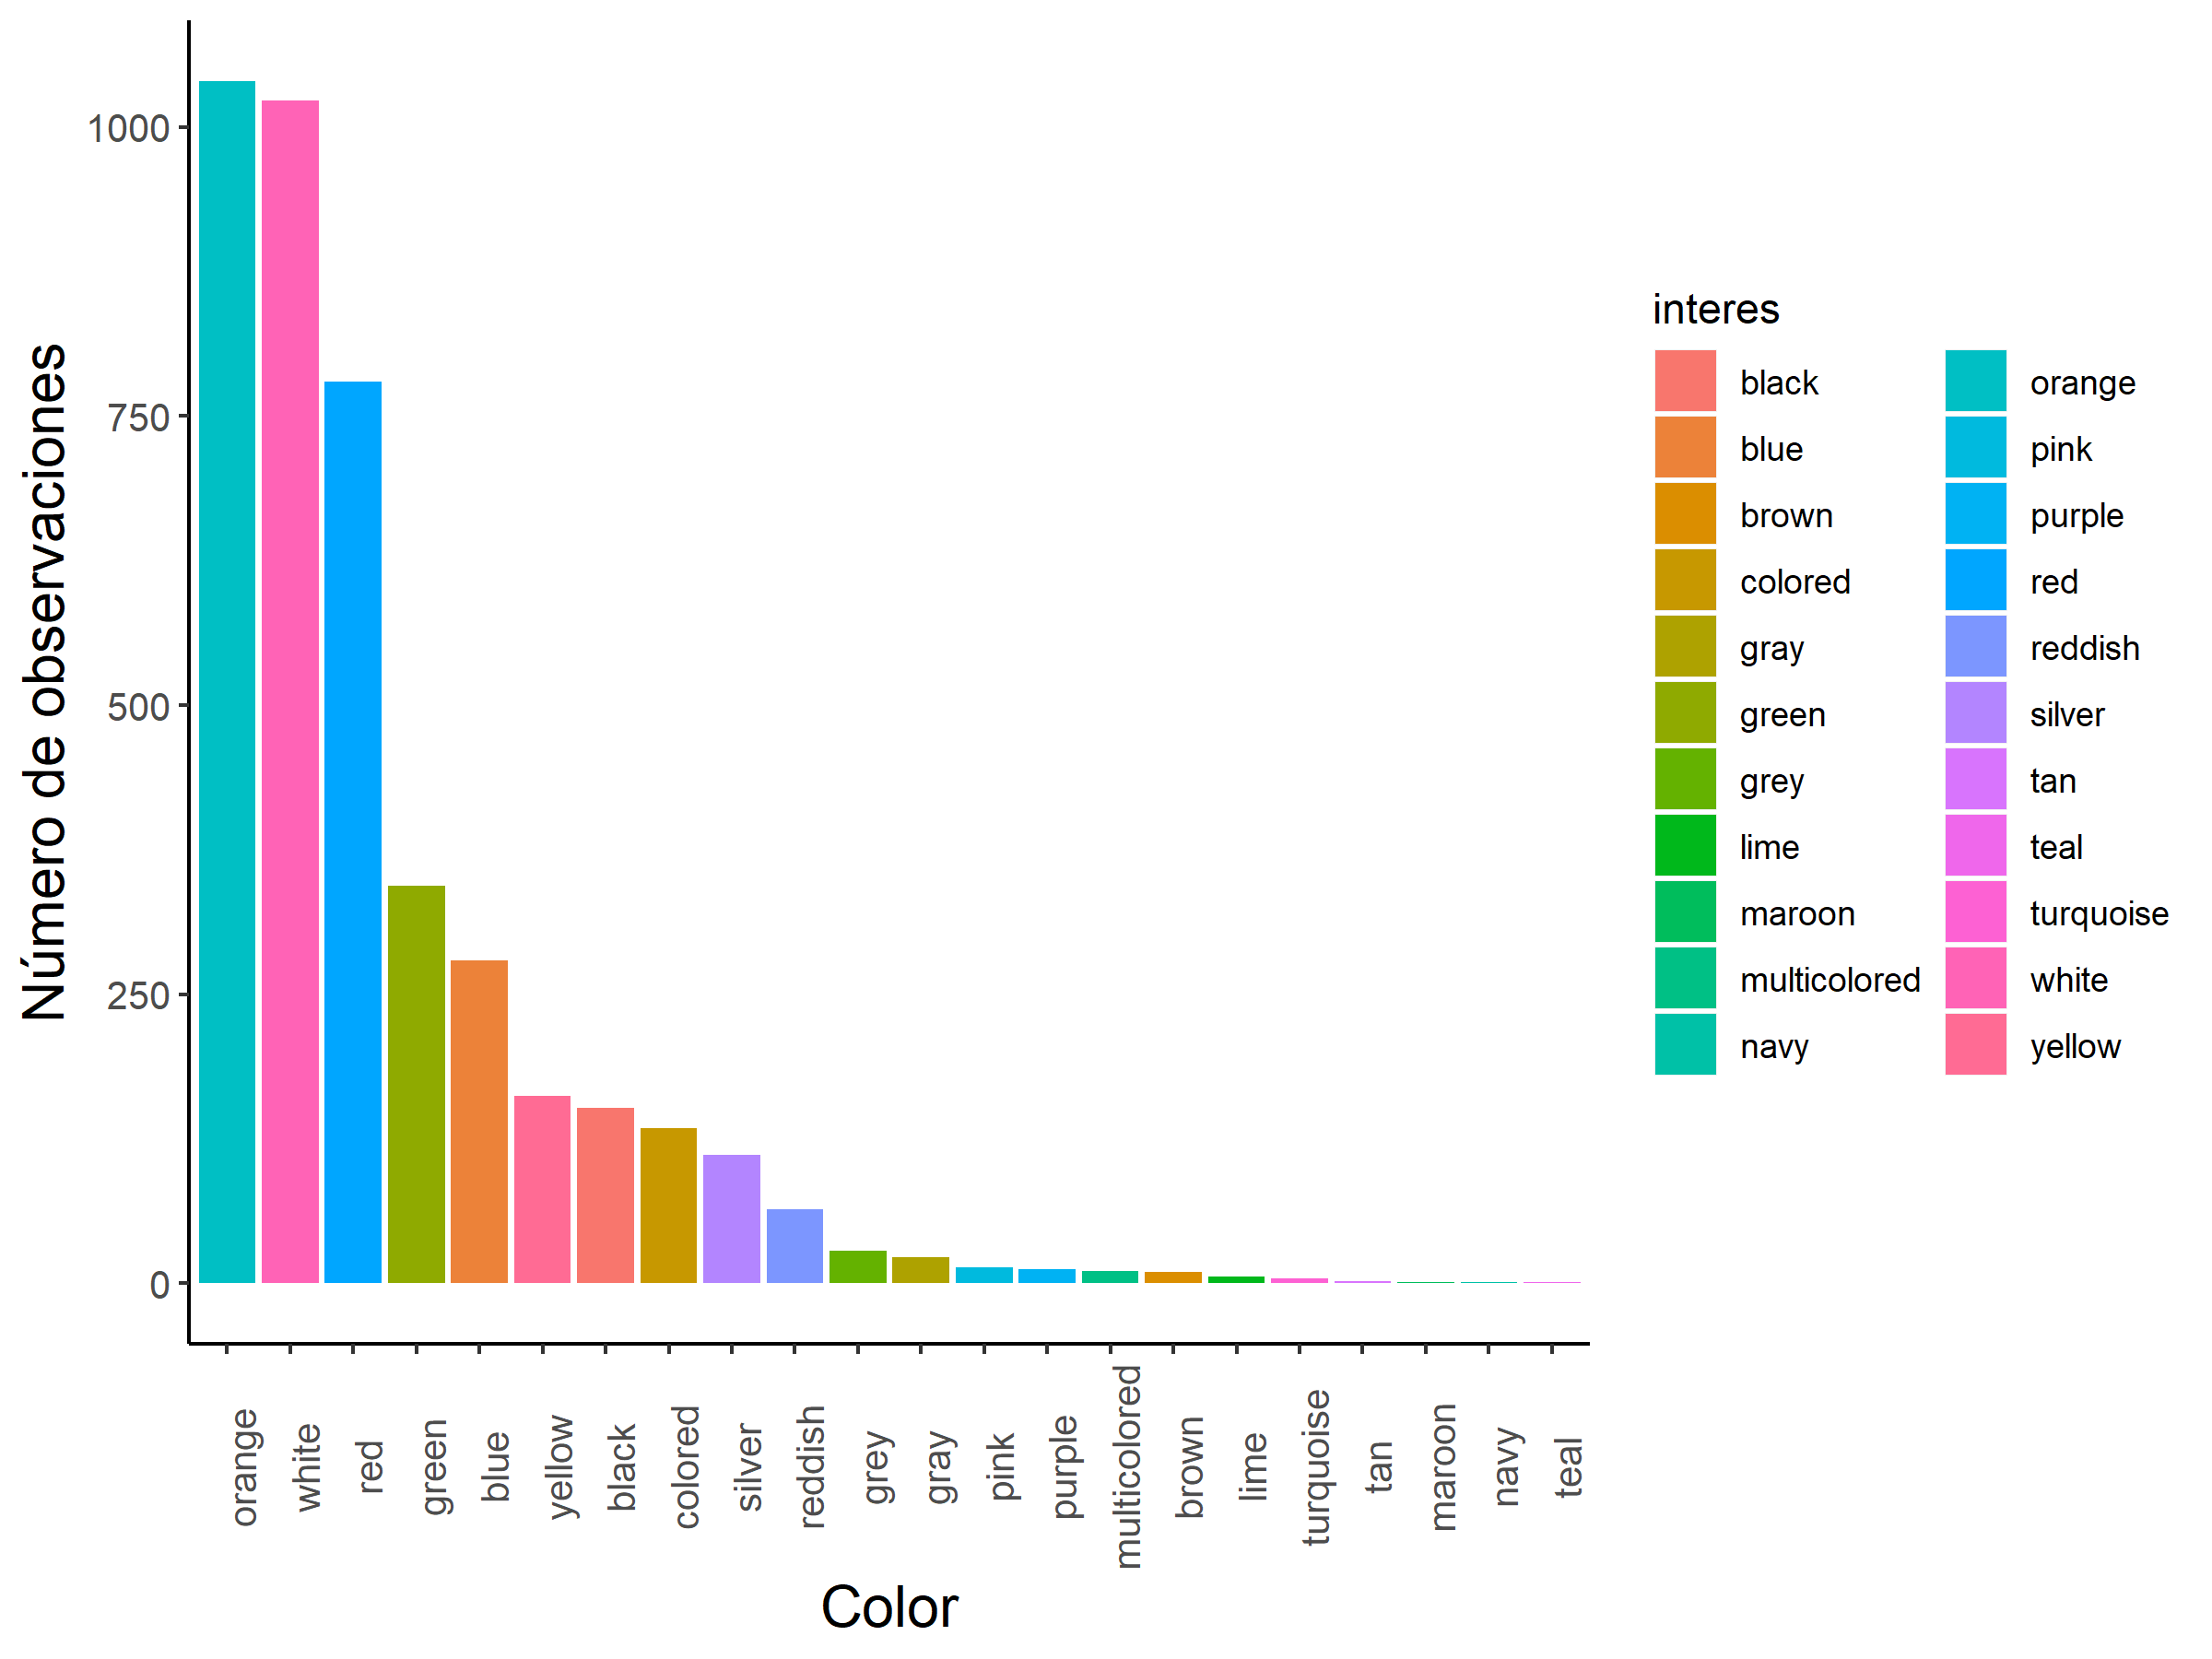 Número de observaciones
1000
750
500
250
0
orange
white
red
green
blue
yellow
black
colored
silver
reddish
grey
gray
pink
purple
multicolored
brown
lime
turquoise
tan
maroon
navy
teal
Color
interes
black
blue
brown
colored
gray
green
grey
lime
maroon
multicolored
navy
orange
pink
purple
red
reddish
silver
tan
teal
turquoise
white
yellow